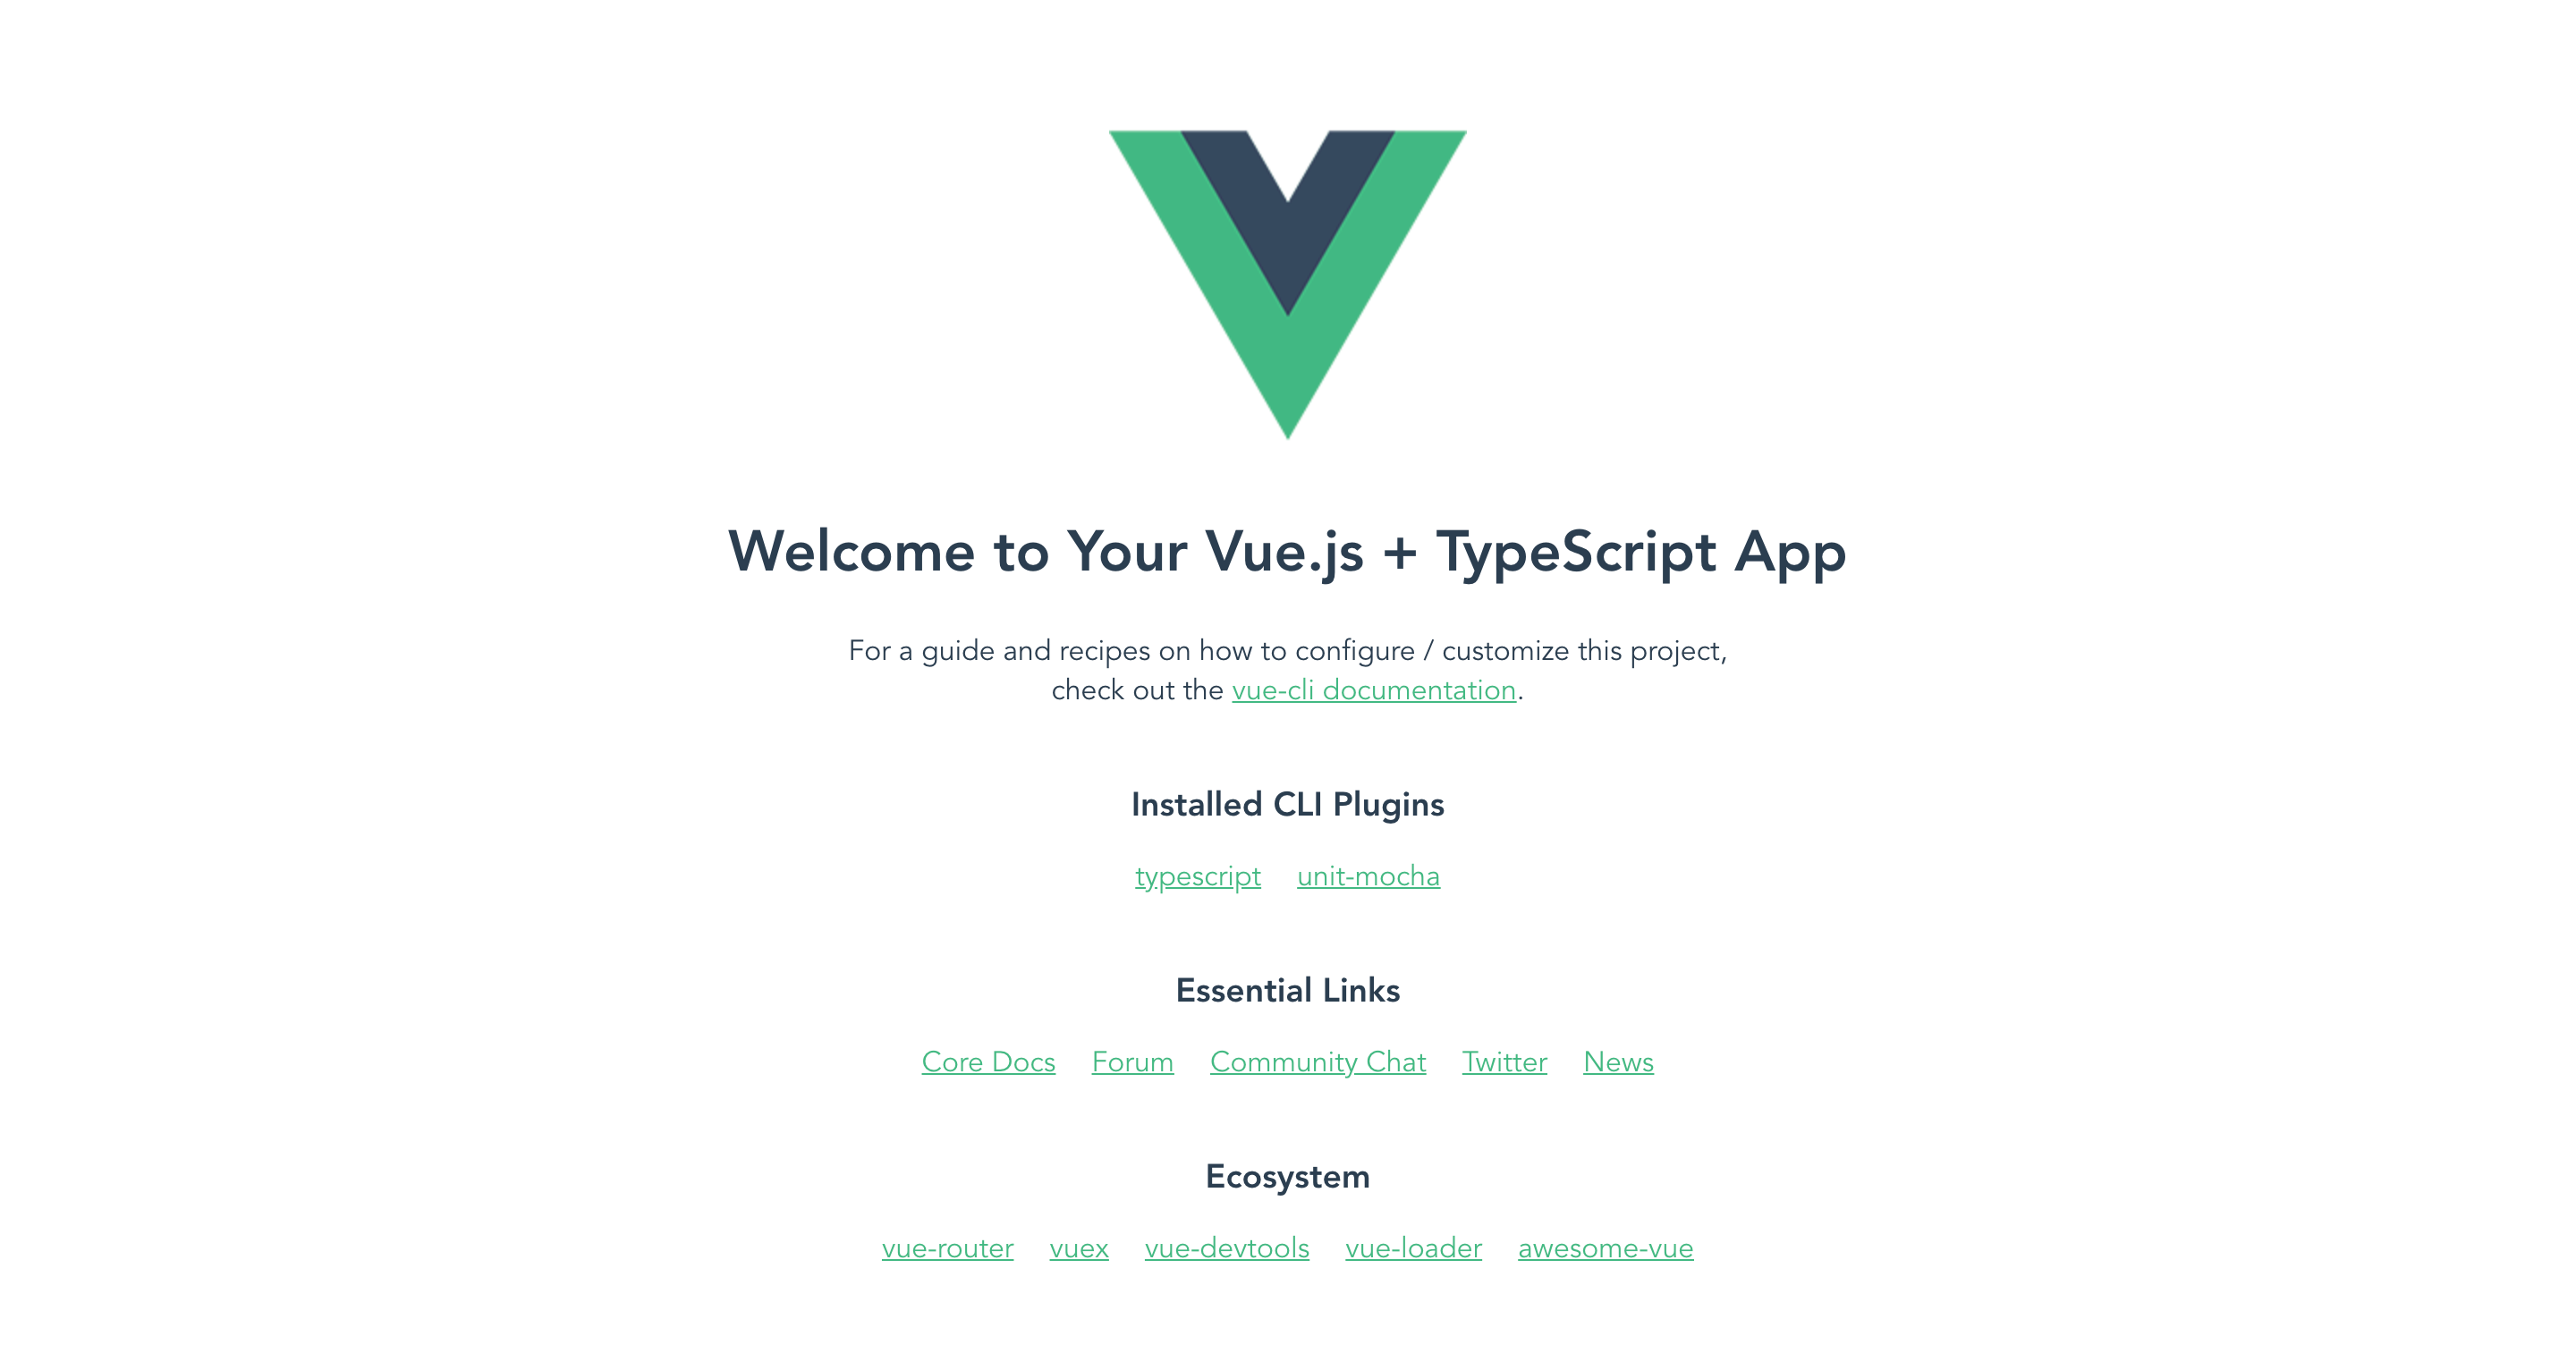 Welcome to Your Vue.js + TypeScript App
For a guide and recipes on how to configure / customize this project,
check out the vue-cli documentation.
Installed CLI Plugins
typescript unit-mocha
Essential Links
Core Docs Forum Community Chat Twitter News
Ecosystem
vue-router vuex vue-devtools vue-loader awesome-vue